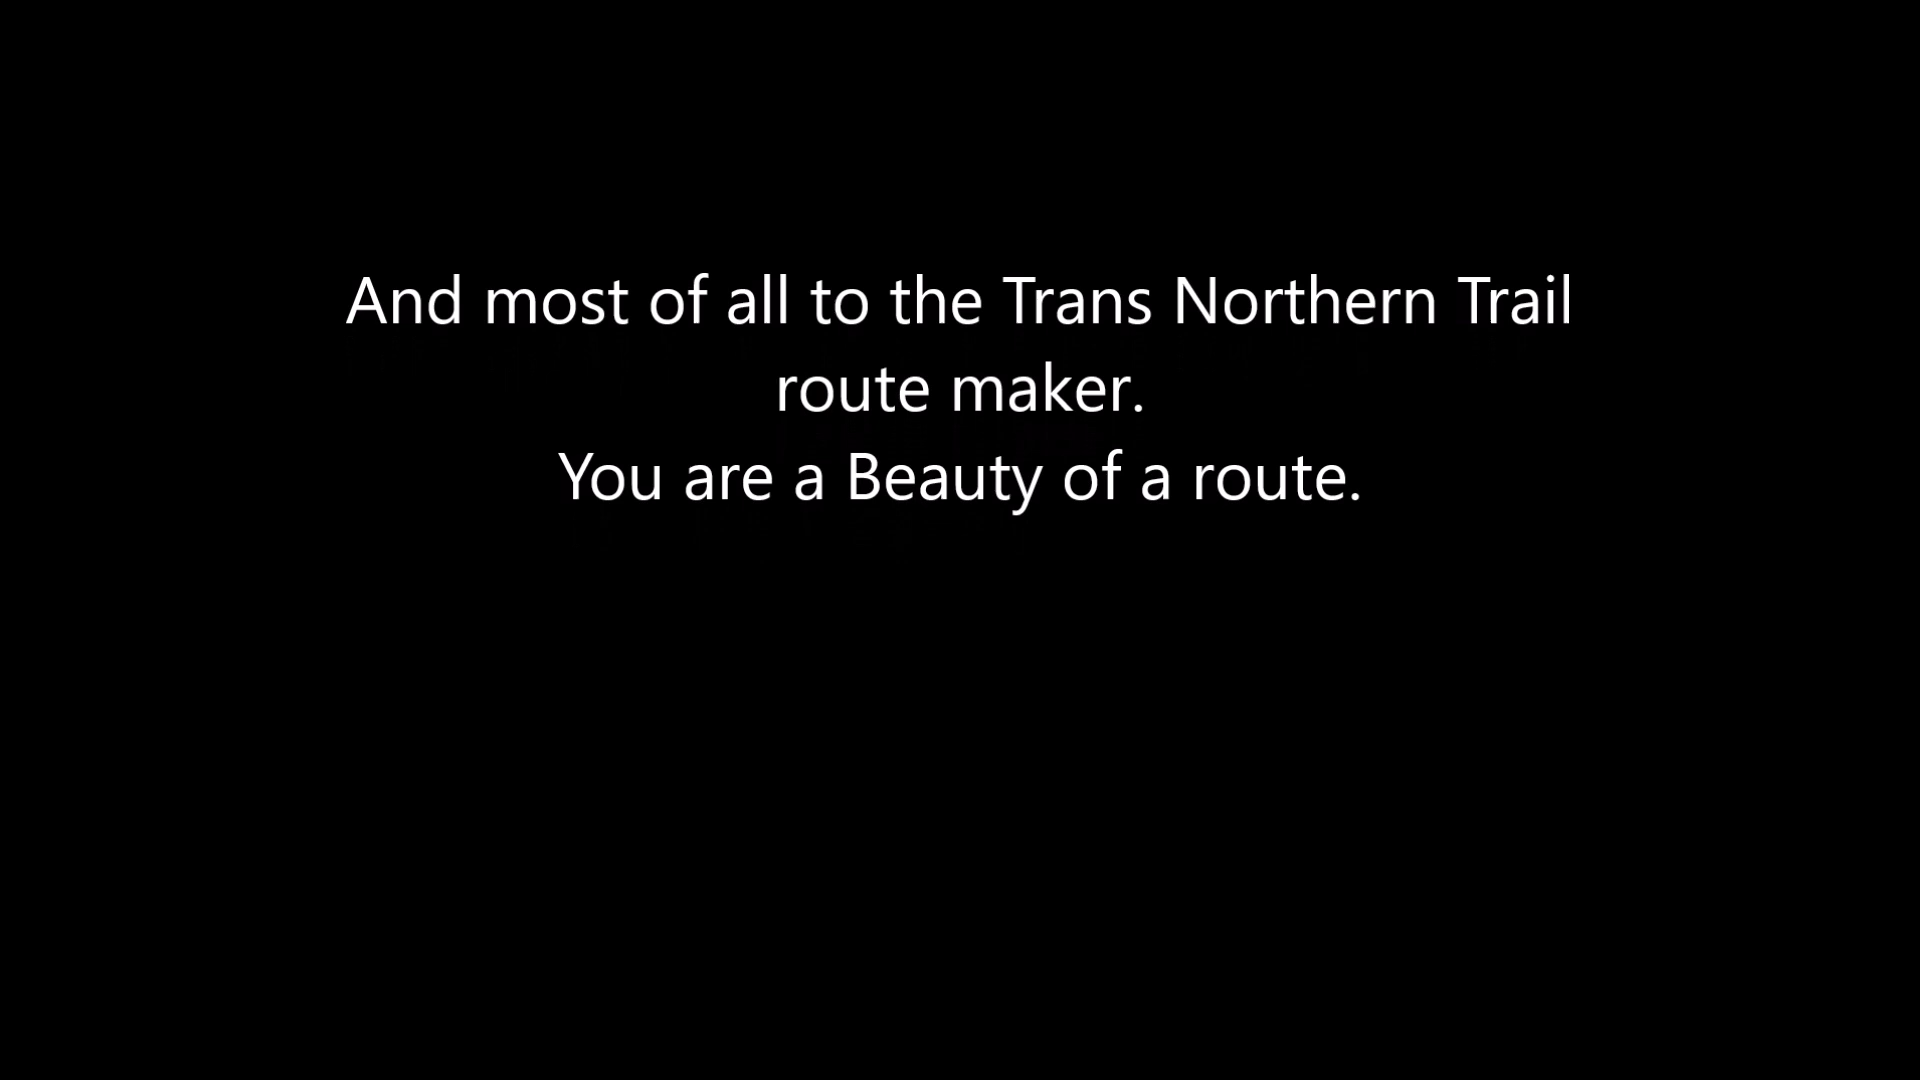 And most of all to the Trans Northern Trail
route maker.
You are a Beauty of a route.